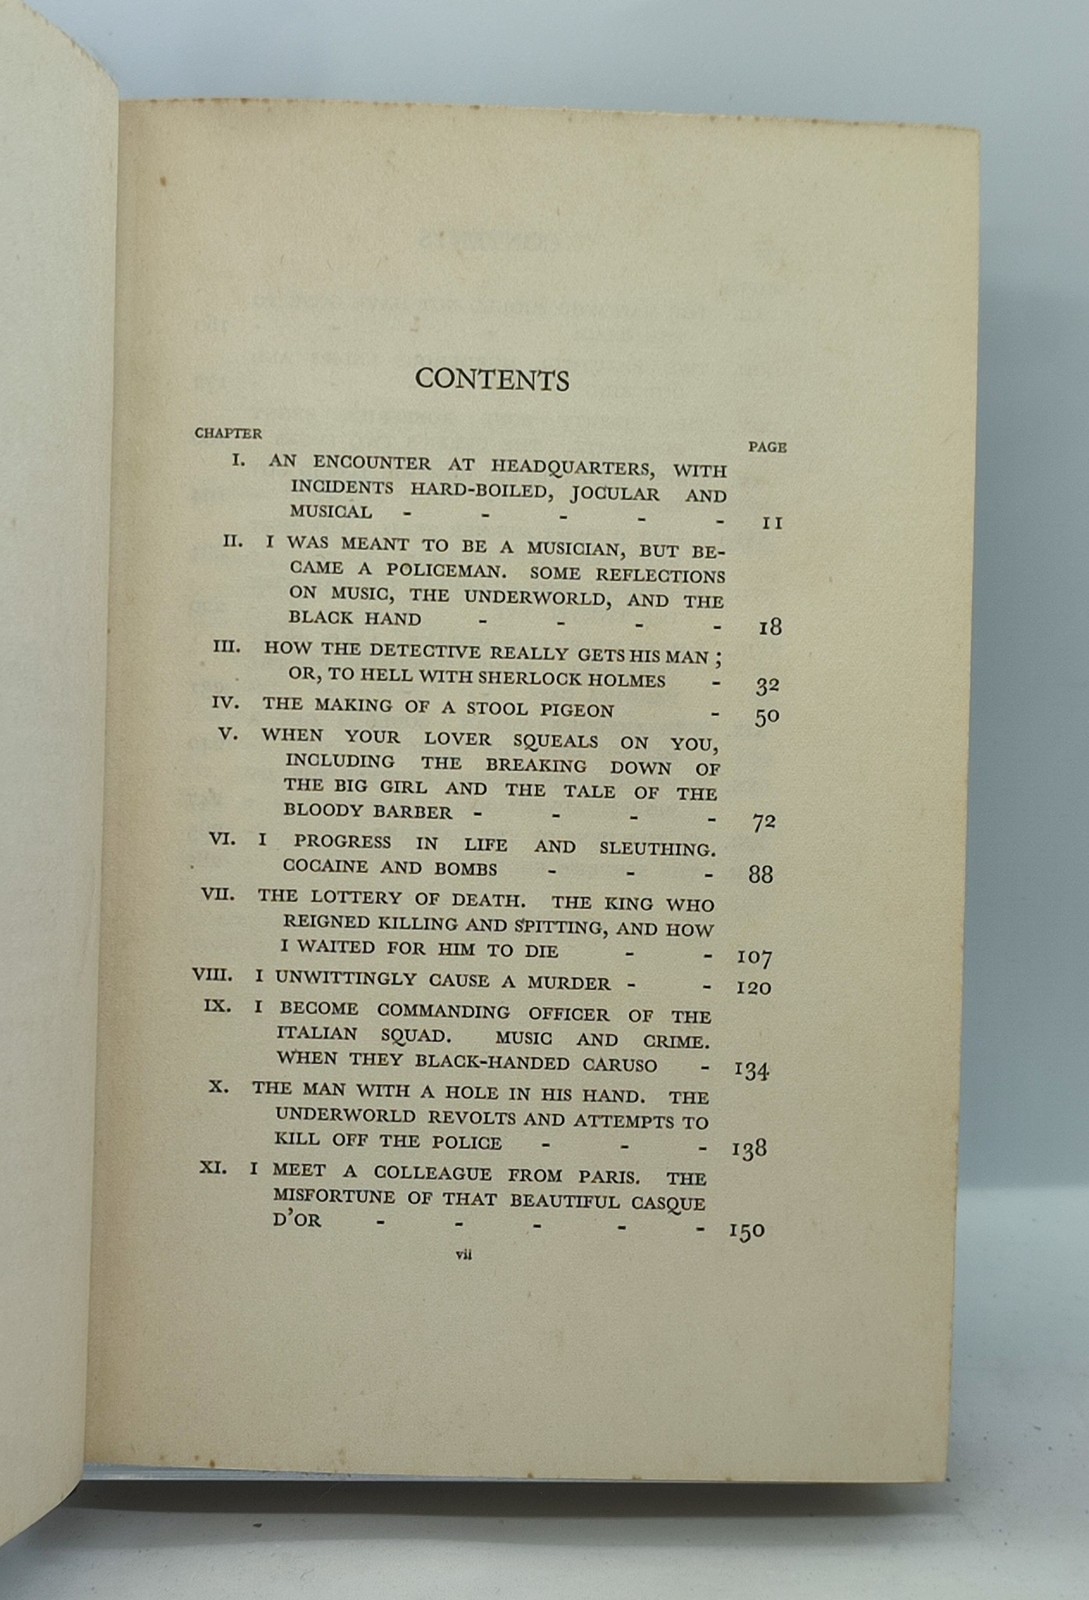 CONTENTS
CHAPTER PAGE
I. AN ENCOUNTER AT HEADQUARTERS, WITH
INCIDENTS HARD-BOILED, JOCULAR AND
MUSICAL - - - - - 11
II. I WAS MEANT TO BE A MUSICIAN, BUT BE-
CAME A POLICEMAN. SOME REFLECTIONS
ON MUSIC, THE UNDERWORLD, AND THE
BLACK HAND - - - - 18
III. HOW THE DETECTIVE REALLY GETS HIS MAN ;
OR, TO HELL WITH SHERLOCK HOLMES - 32
IV. THE MAKING OF A STOOL PIGEON - 50
V. WHEN YOUR LOVER SQUEALS ON YOU,
INCLUDING THE BREAKING DOWN OF
THE BIG GIRL AND THE TALE OF THE
BLOODY BARBER - - - - 72
VI. I PROGRESS IN LIFE AND SLEUTHING.
COCAINE AND BOMBS - - - 88
VII. THE LOTTERY OF DEATH. THE KING WHO
REIGNED KILLING AND SPITTING, AND HOW
I WAITED FOR HIM TO DIE - - 107
VIII. I UNWITTINGLY CAUSE A MURDER - - 120
IX. I BECOME COMMANDING OFFICER OF THE
ITALIAN SQUAD. MUSIC AND CRIME.
WHEN THEY BLACK-HANDED CARUSO - 134
X. THE MAN WITH A HOLE IN HIS HAND. THE
UNDERWORLD REVOLTS AND ATTEMPTS TO
KILL OFF THE POLICE - - - 138
XI. I MEET A COLLEAGUE FROM PARIS. THE
MISFORTUNE OF THAT BEAUTIFUL CASQUE
D'OR - - - - - 150
vii